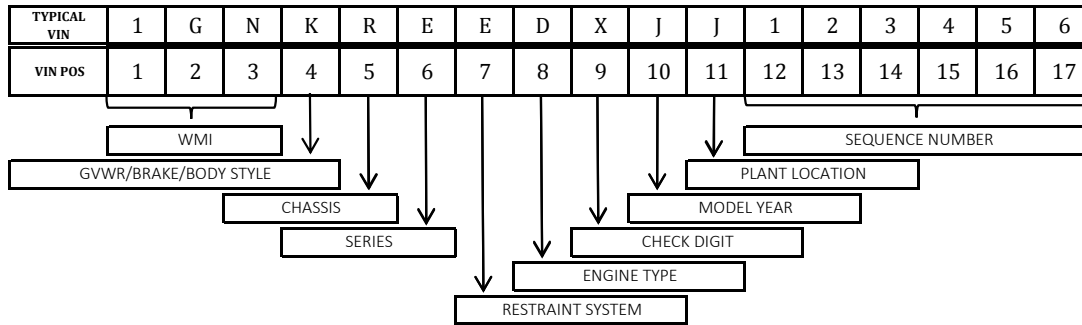 TYPICAL VIN 1 G N K R E E D X J J 1 2 3 4 5 6
VIN POS 1 2 3 4 5 6 7 8 9 10 11 12 13 14 15 16 17
WMI SEQUENCE NUMBER
GVWR/BRAKE/BODY STYLE PLANT LOCATION
CHASSIS MODEL YEAR
SERIES CHECK DIGIT
ENGINE TYPE
RESTRAINT SYSTEM